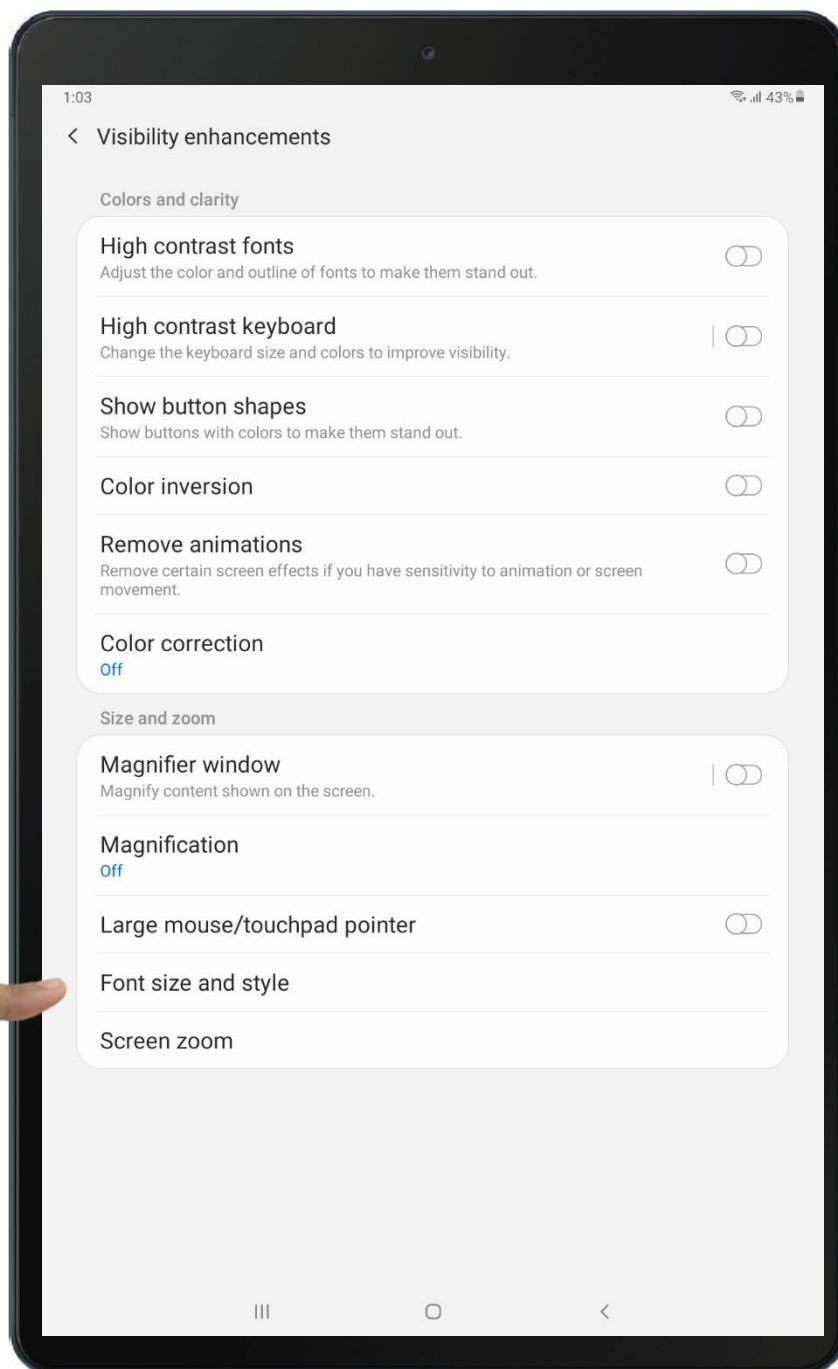 1:03
43%
Visibility enhancements
Colors and clarity
High contrast fonts
Adjust the color and outline of fonts to make them stand out.
High contrast keyboard
Change the keyboard size and colors to improve visibility.
Show button shapes
Show buttons with colors to make them stand out.
Color inversion
Remove animations
Remove certain screen effects if you have sensitivity to animation or screen
movement.
Color correction
Off
Size and zoom
Magnifier window
Magnify content shown on the screen.
Magnification
Off
Large mouse/touchpad pointer
Font size and style
Screen zoom